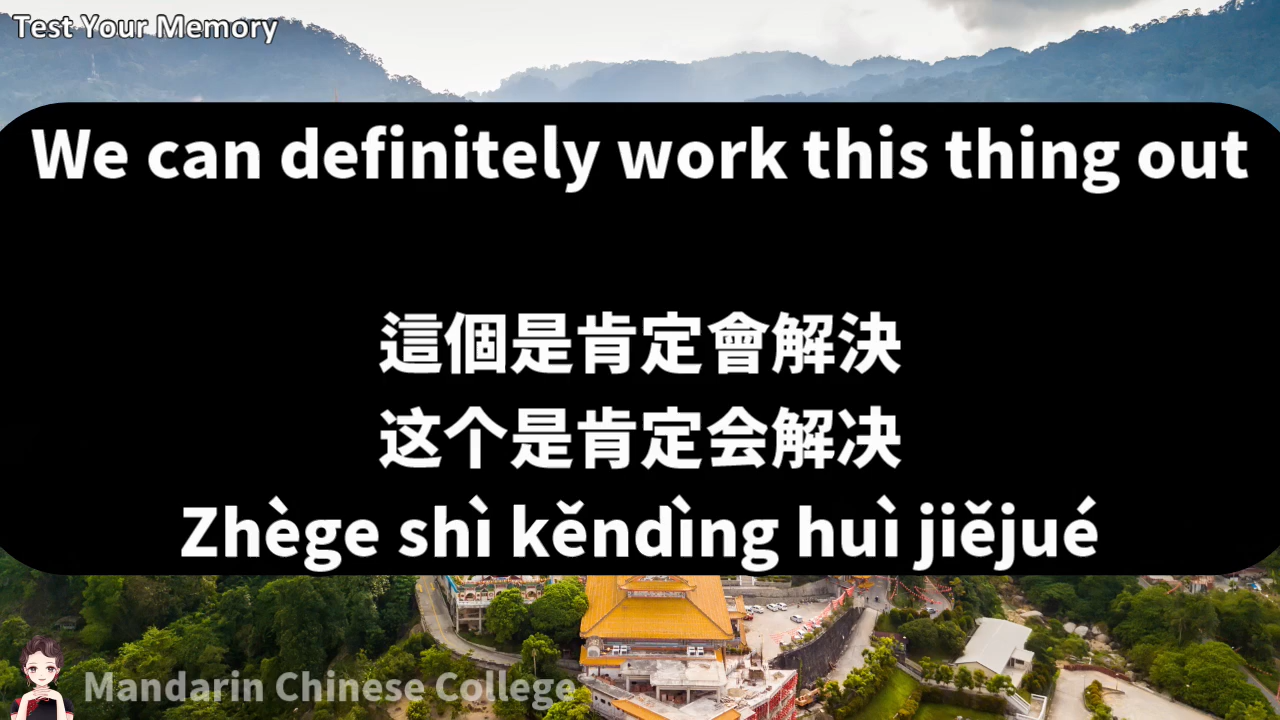 Test Your Memory
We can definitely work this thing out
這個是肯定會解決
这个是肯定会解决
Zhège shì kěndìng huì jiějué
Mandarin Chinese College